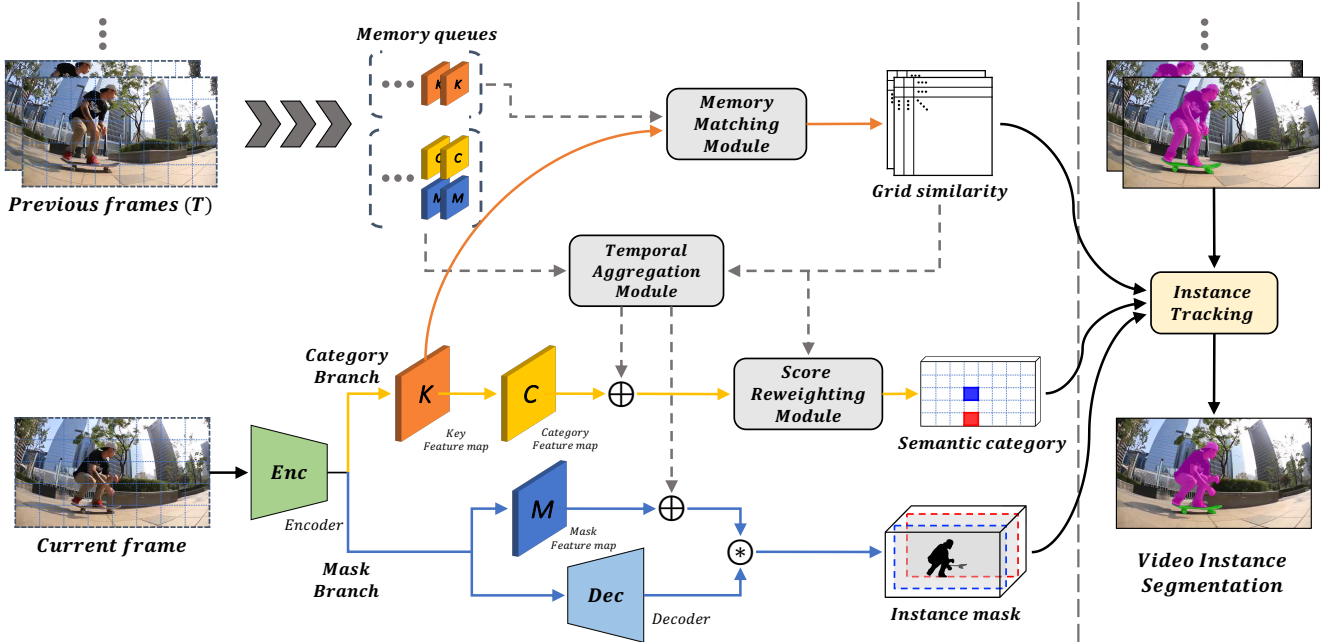 Memory queues
K K
C C
M M
Previous frames (T)
Memory
Matching
Module
Grid similarity
Temporal
Aggregation
Module
Instance
Tracking
Category
Branch
K
Key
Feature map
C
Category
Feature map
Score
Reweighting
Module
Semantic category
Enc
Encoder
Current frame
Mask
Branch
M
Mask
Feature map
Dec
Decoder
Instance mask
Video Instance
Segmentation